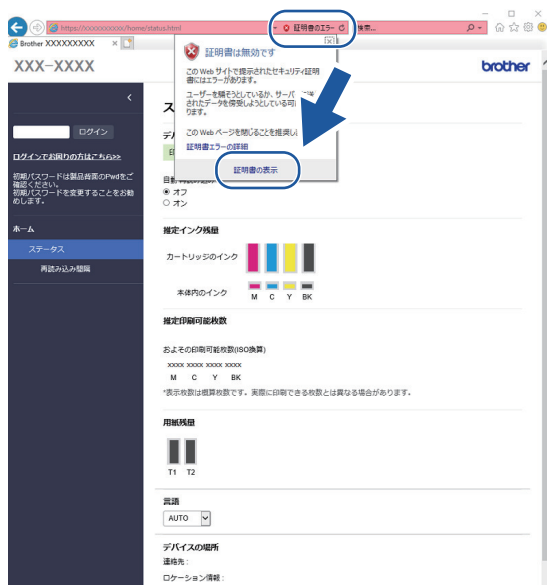 https://xxxxxxxxxx/home/status.html
証明書のエラー
検索...
Brother XXXXXXXXX
XXX-XXXX
brother
証明書は無効です
このWebサイトで提示されたセキュリティ証明
書にはエラーがあります。
ユーザーを騙そうとしているか、サーバ
されたデータを傍受しようとしている可
ります。
この Web ページを閉じることを推奨し
証明書エラーの詳細
証明書の表示
ログイン
ログインでお困りの方はこちら>>
初期パスワードは製品背面のPwdをご
確認ください。
初期パスワードを変更することをお勧
めします。
ホーム
ステータス
再読み込み間隔
オフ
オン
推定インク残量
カートリッジのインク
本体内のインク
M C Y BK
推定印刷可能枚数
およその印刷可能枚数(ISO換算)
xxxx xxxx xxxx xxxx
M C Y BK
*表示枚数は概算枚数です。実際に印刷できる枚数とは異なる場合があります。
用紙残量
T1 T2
言語
AUTO
デバイスの場所
連絡先 :
ロケーション情報 :